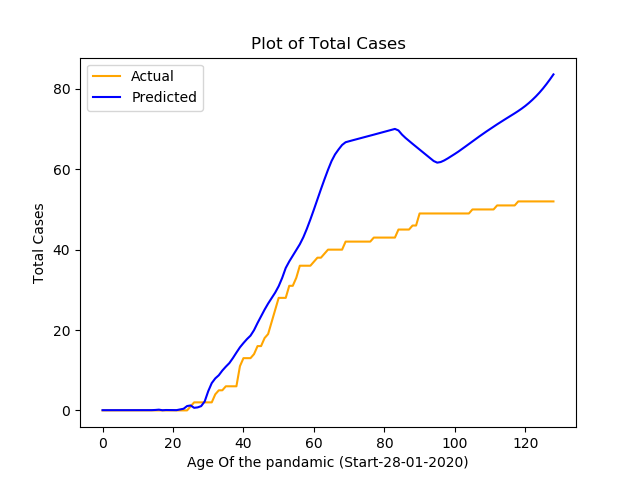 Plot of Total Cases
Actual
Predicted
80
60
40
20
0
Total Cases
0 20 40 60 80 100 120
Age Of the pandamic (Start-28-01-2020)